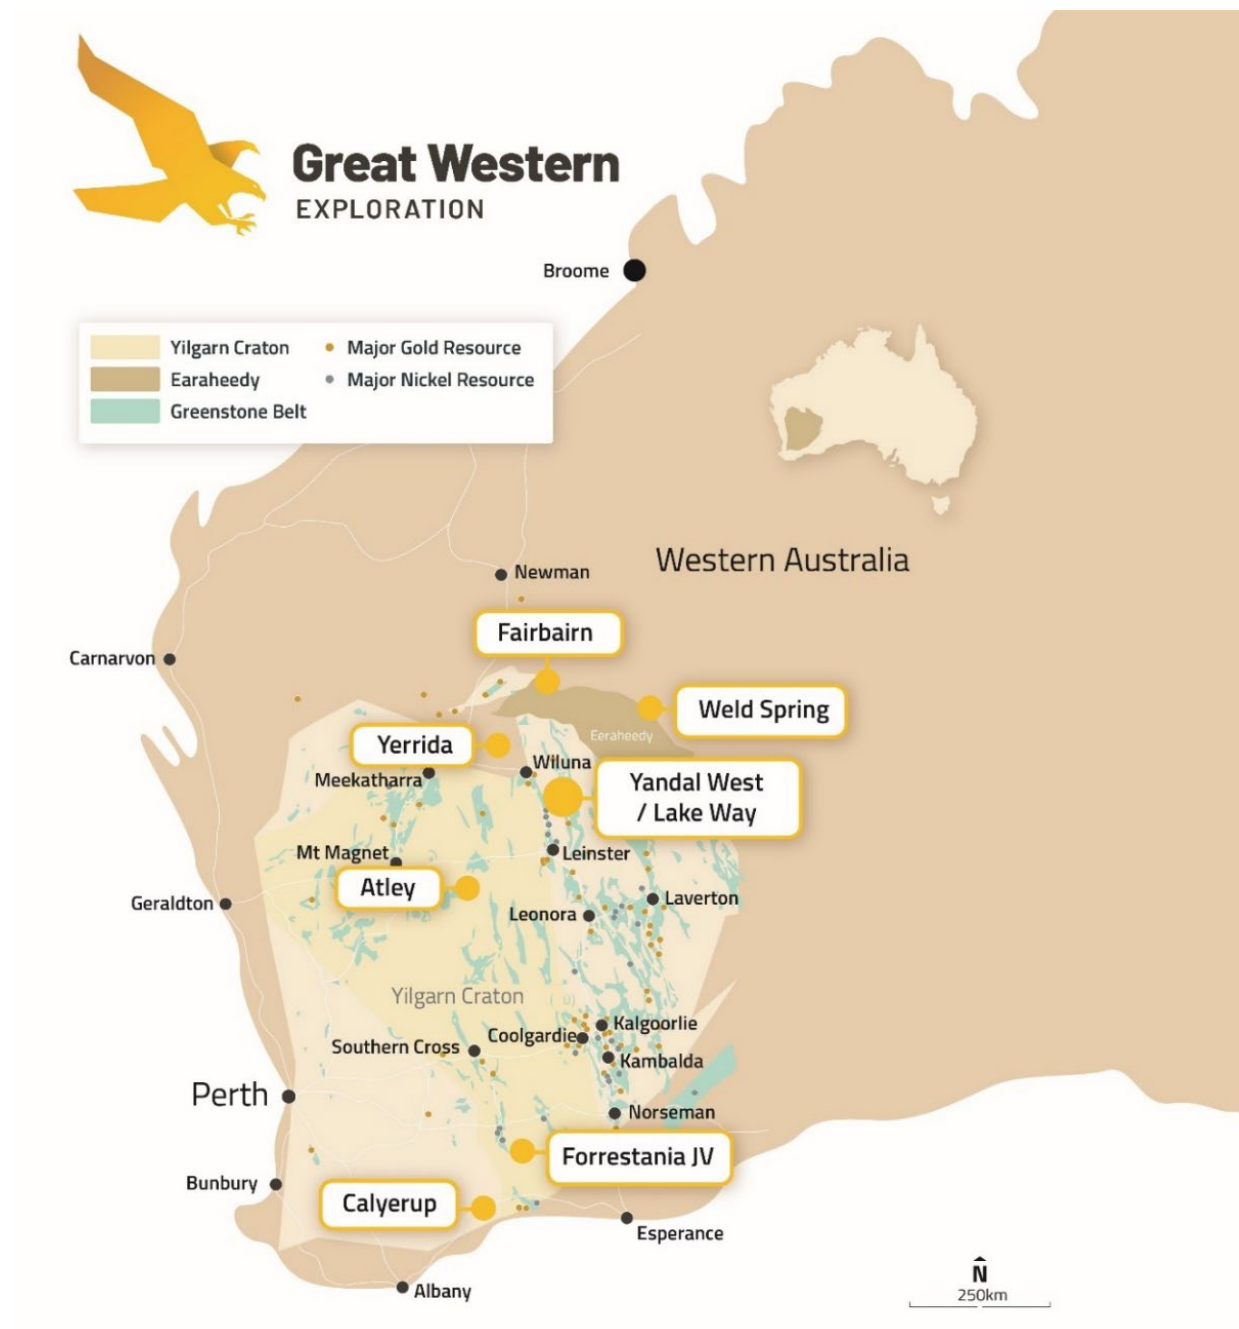 Great Western
EXPLORATION
Broome
Yilgarn Craton
Major Gold Resource
Earaheedy
Major Nickel Resource
Greenstone Belt
Western Australia
Newman
Fairbairn
Carnarvon
Weld Spring
Eeraheedy
Yerrida
Wiluna
Meekatharra
Yandal West
/ Lake Way
Mt Magnet
Leinster
Atley
Laverton
Geraldton
Leonora
Yilgarn Craton
Kalgoorlie
Coolgardie
Southern Cross
Kambalda
Perth
Norseman
Forrestania JV
Bunbury
Calyerup
Esperance
N
250km
Albany